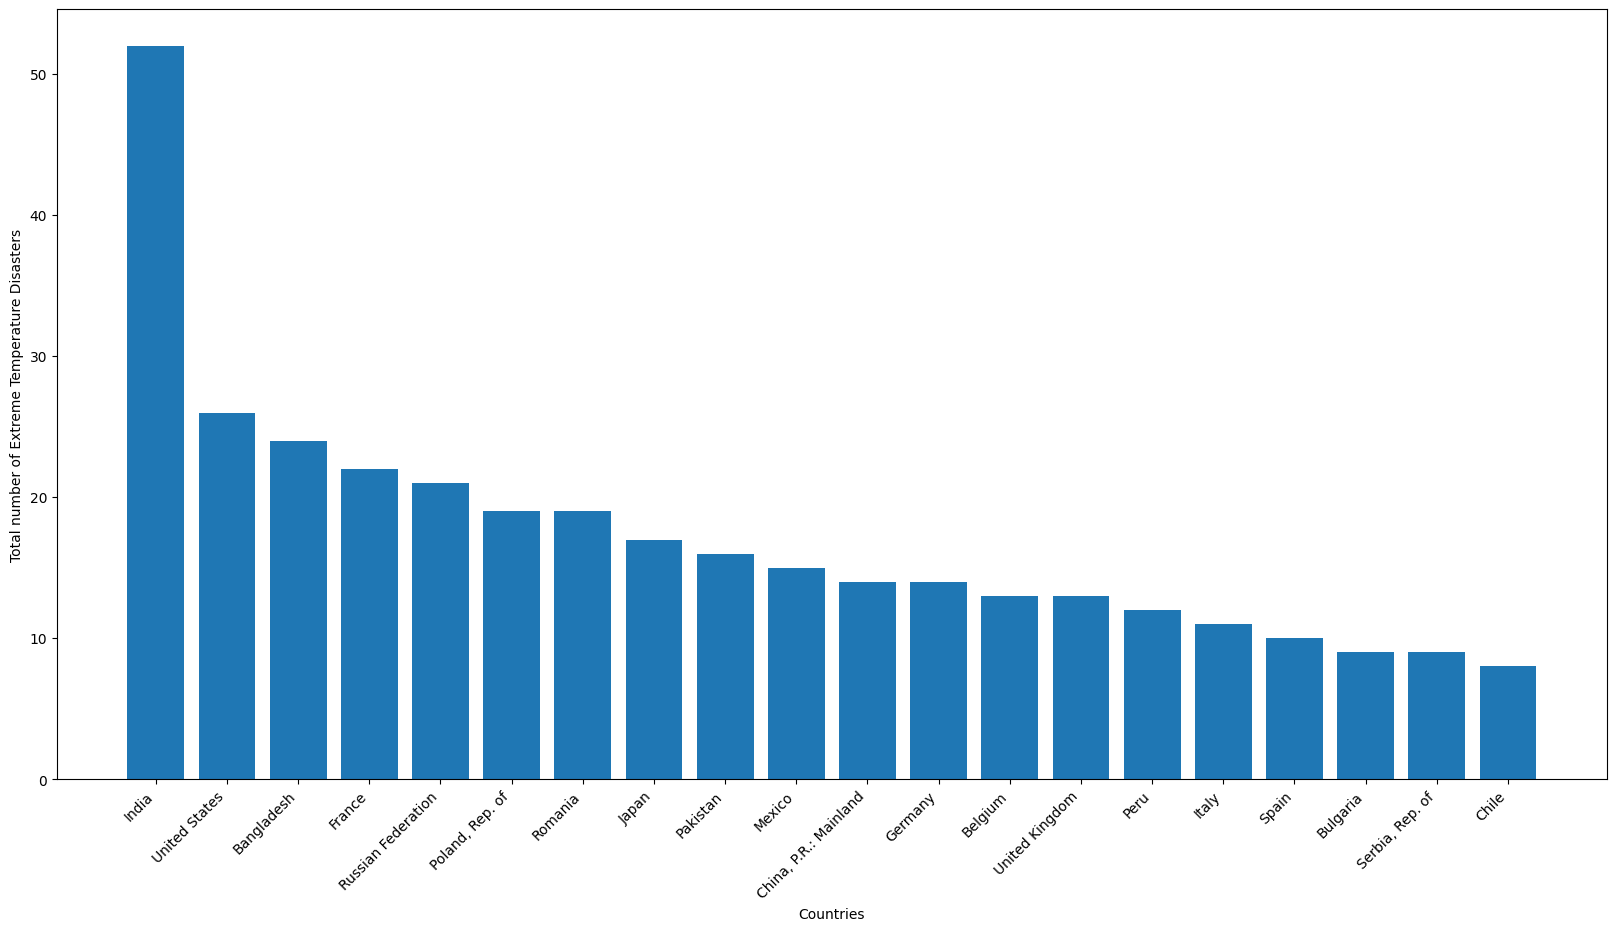 Total number of Extreme Temperature Disasters
50
40
30
20
10
0
India
United States
Bangladesh
France
Russian Federation
Poland, Rep. of
Romania
Japan
Pakistan
Mexico
China, P.R.: Mainland
Germany
Belgium
United Kingdom
Peru
Italy
Spain
Bulgaria
Serbia, Rep. of
Chile
Countries